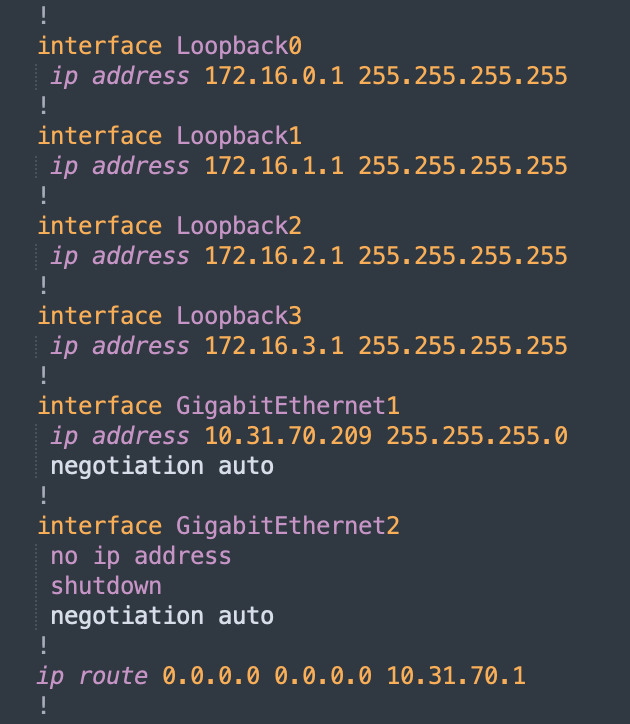 !
interface Loopback0
ip address 172.16.0.1 255.255.255.255
!
interface Loopback1
ip address 172.16.1.1 255.255.255.255
!
interface Loopback2
ip address 172.16.2.1 255.255.255.255
!
interface Loopback3
ip address 172.16.3.1 255.255.255.255
!
interface GigabitEthernet1
ip address 10.31.70.209 255.255.255.0
negotiation auto
!
interface GigabitEthernet2
no ip address
shutdown
negotiation auto
!
ip route 0.0.0.0 0.0.0.0 10.31.70.1
!